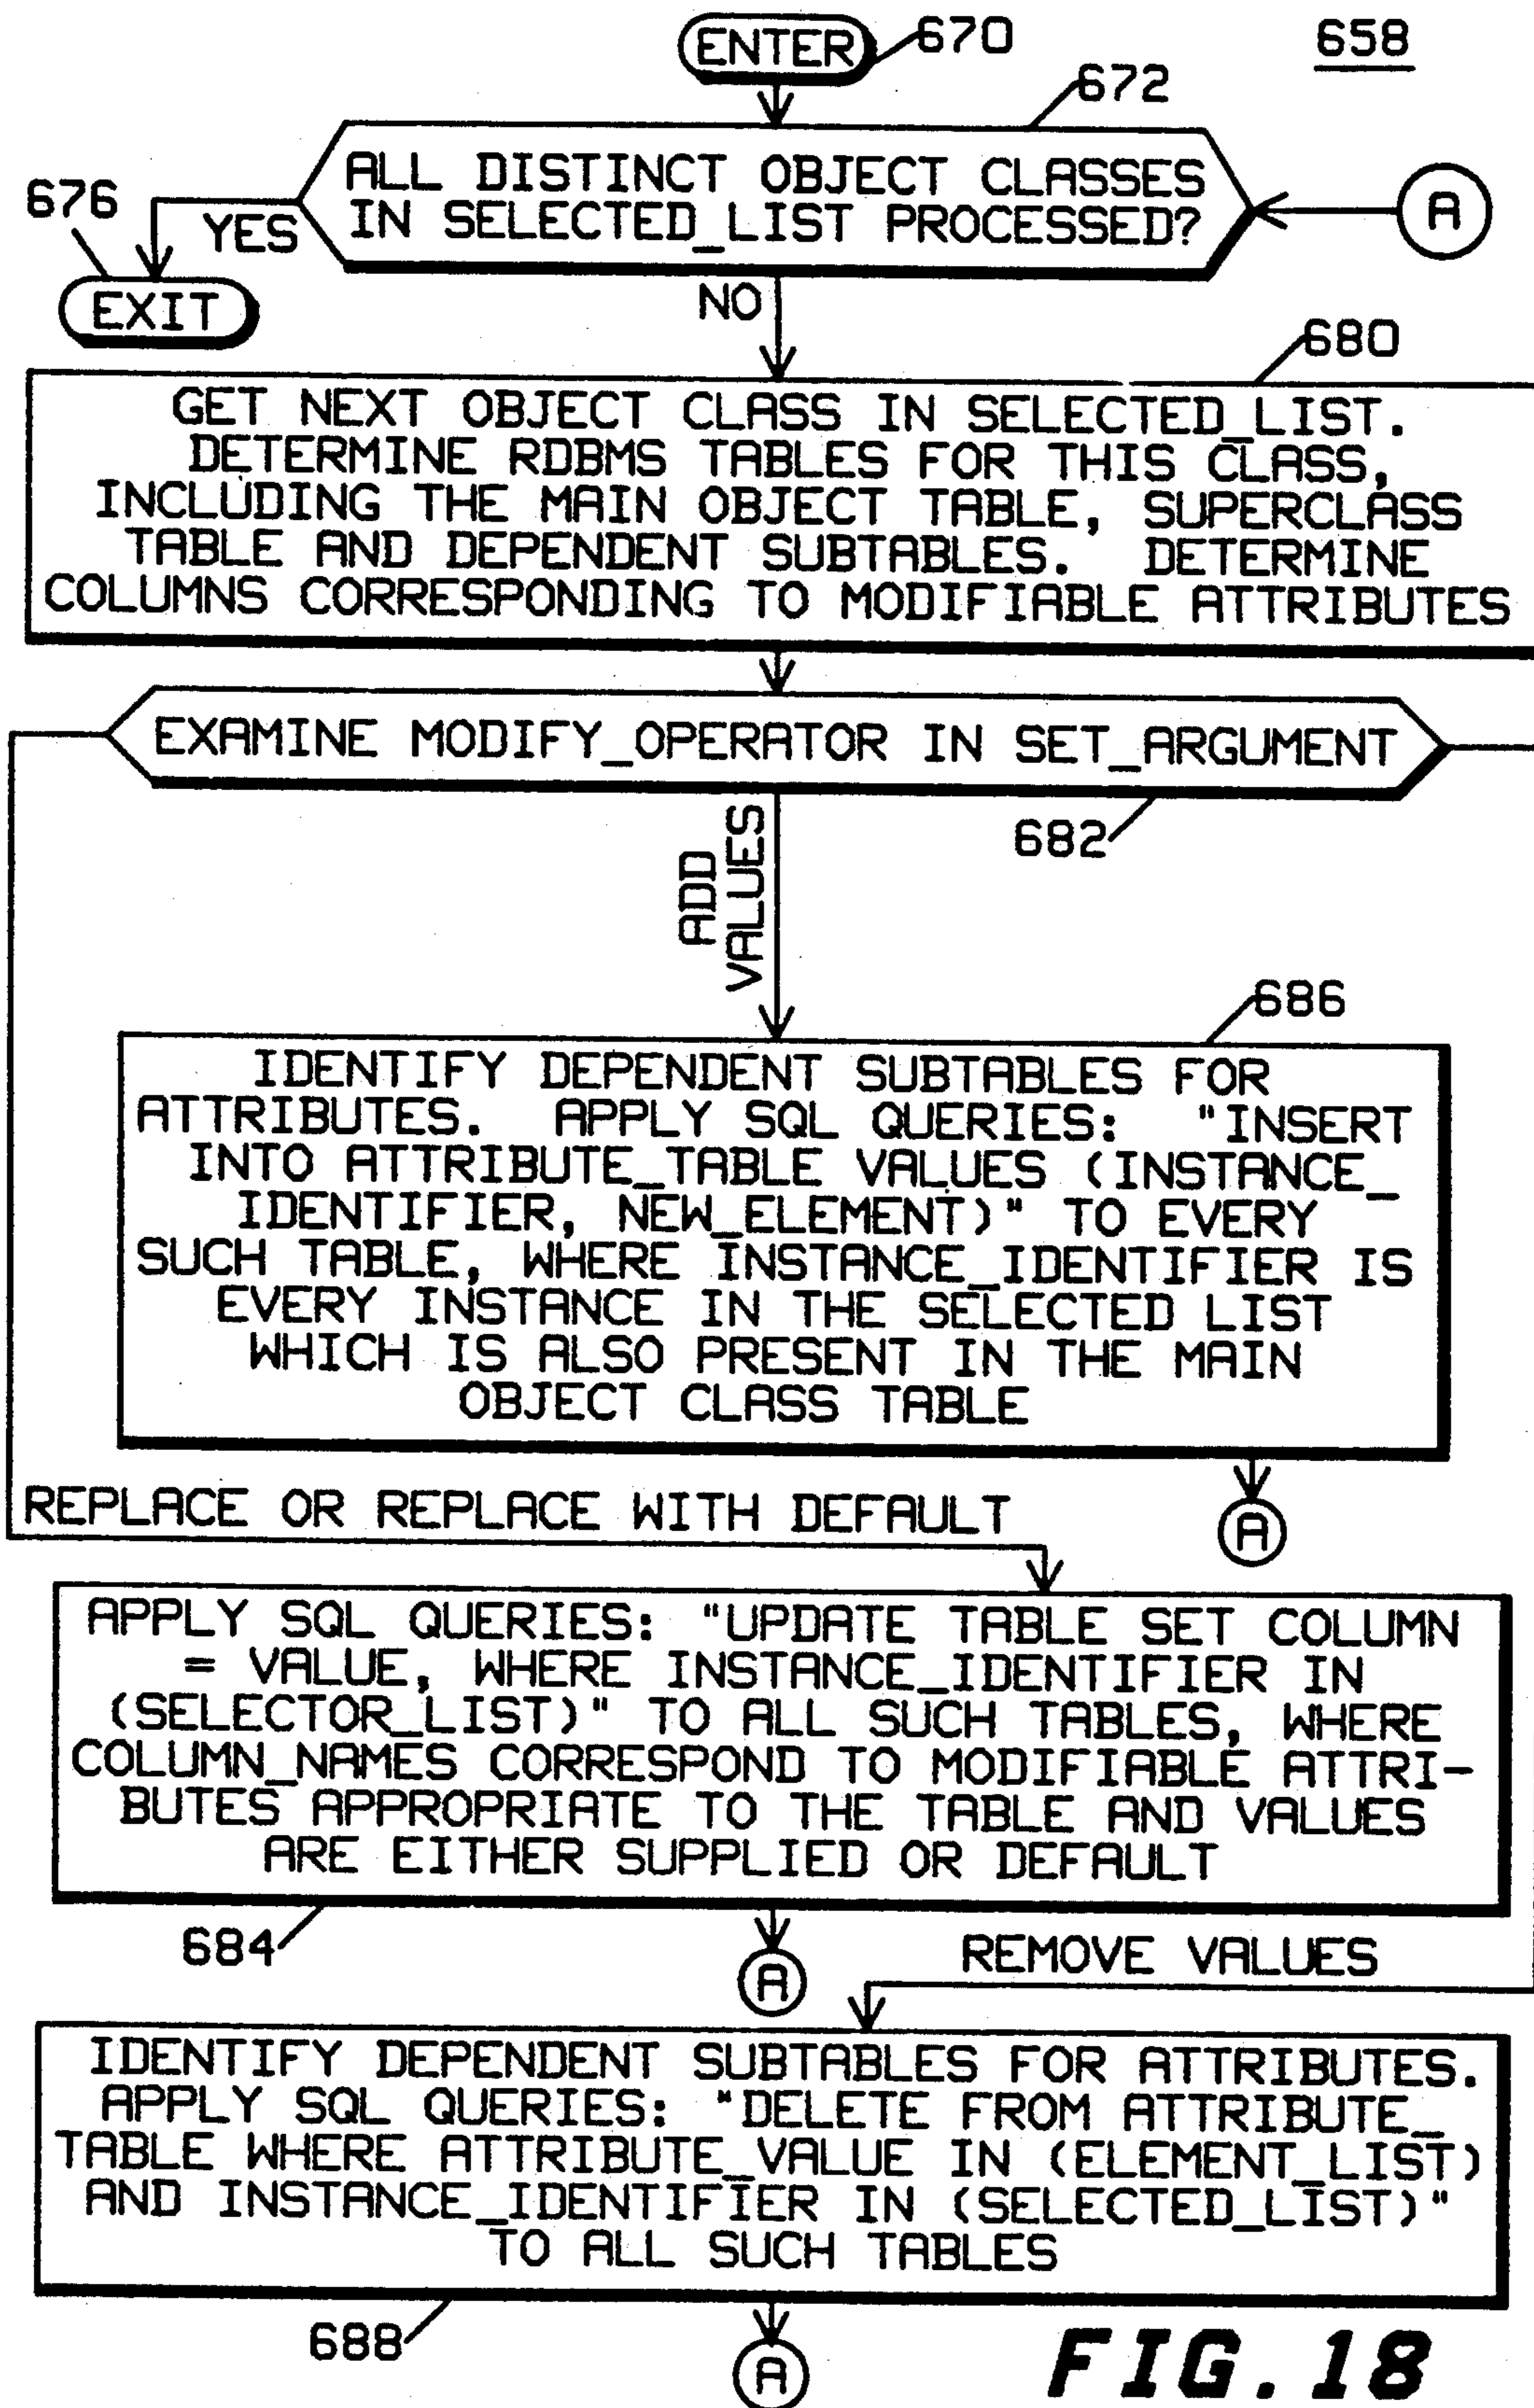 ENTER
670
658
672
ALL DISTINCT OBJECT CLASSES
IN SELECTED_LIST PROCESSED?
A
676
YES
EXIT
NO
680
GET NEXT OBJECT CLASS IN SELECTED_LIST.
DETERMINE RDBMS TABLES FOR THIS CLASS,
INCLUDING THE MAIN OBJECT TABLE, SUPERCLASS
TABLE AND DEPENDENT SUBTABLES. DETERMINE
COLUMNS CORRESPONDING TO MODIFIABLE ATTRIBUTES
EXAMINE MODIFY_OPERATOR IN SET_ARGUMENT
682
ADD
VALUES
686
IDENTIFY DEPENDENT SUBTABLES FOR
ATTRIBUTES. APPLY SQL QUERIES: "INSERT
INTO ATTRIBUTE_TABLE VALUES (INSTANCE_
IDENTIFIER, NEW_ELEMENT)" TO EVERY
SUCH TABLE, WHERE INSTANCE_IDENTIFIER IS
EVERY INSTANCE IN THE SELECTED LIST
WHICH IS ALSO PRESENT IN THE MAIN
OBJECT CLASS TABLE
REPLACE OR REPLACE WITH DEFAULT
A
APPLY SQL QUERIES: "UPDATE TABLE SET COLUMN
= VALUE, WHERE INSTANCE_IDENTIFIER IN
(SELECTOR_LIST)" TO ALL SUCH TABLES, WHERE
COLUMN_NAMES CORRESPOND TO MODIFIABLE ATTRI-
BUTES APPROPRIATE TO THE TABLE AND VALUES
ARE EITHER SUPPLIED OR DEFAULT
684
A
REMOVE VALUES
IDENTIFY DEPENDENT SUBTABLES FOR ATTRIBUTES.
APPLY SQL QUERIES: "DELETE FROM ATTRIBUTE_
TABLE WHERE ATTRIBUTE_VALUE IN (ELEMENT_LIST)
AND INSTANCE_IDENTIFIER IN (SELECTED_LIST)"
TO ALL SUCH TABLES
688
A
FIG. 18